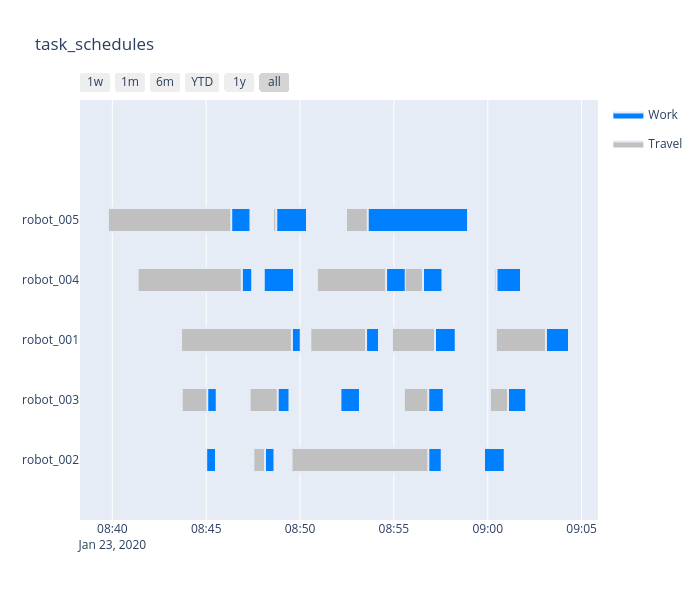 task_schedules
1w 1m 6m YTD 1y all
Work
Travel
robot_005
robot_004
robot_001
robot_003
robot_002
08:40 08:45 08:50 08:55 09:00 09:05
Jan 23, 2020